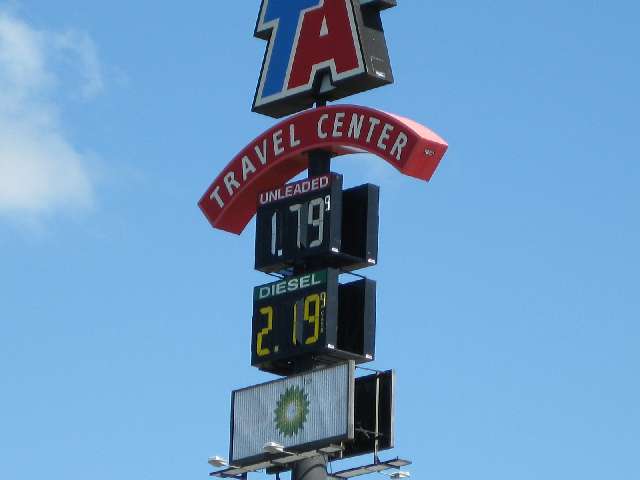 TA
TRAVEL CENTER
UNLEADED
1.79 9
DIESEL
2.19 9